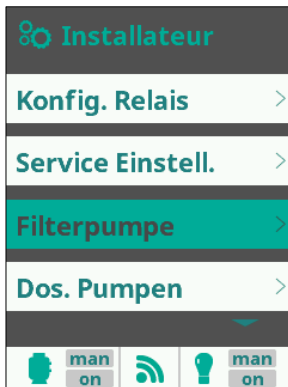 Installateur
Konfig. Relais
Service Einstell.
Filterpumpe
Dos. Pumpen
man man
on on